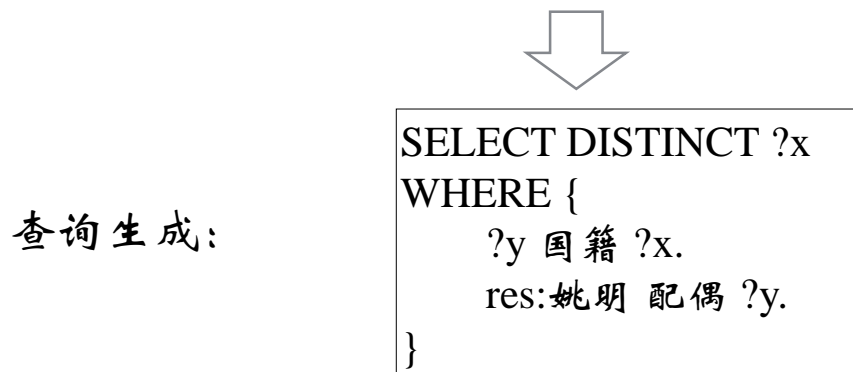 查询生成:
SELECT DISTINCT ?x
WHERE {
?y 国籍 ?x.
res:姚明 配偶 ?y.
}